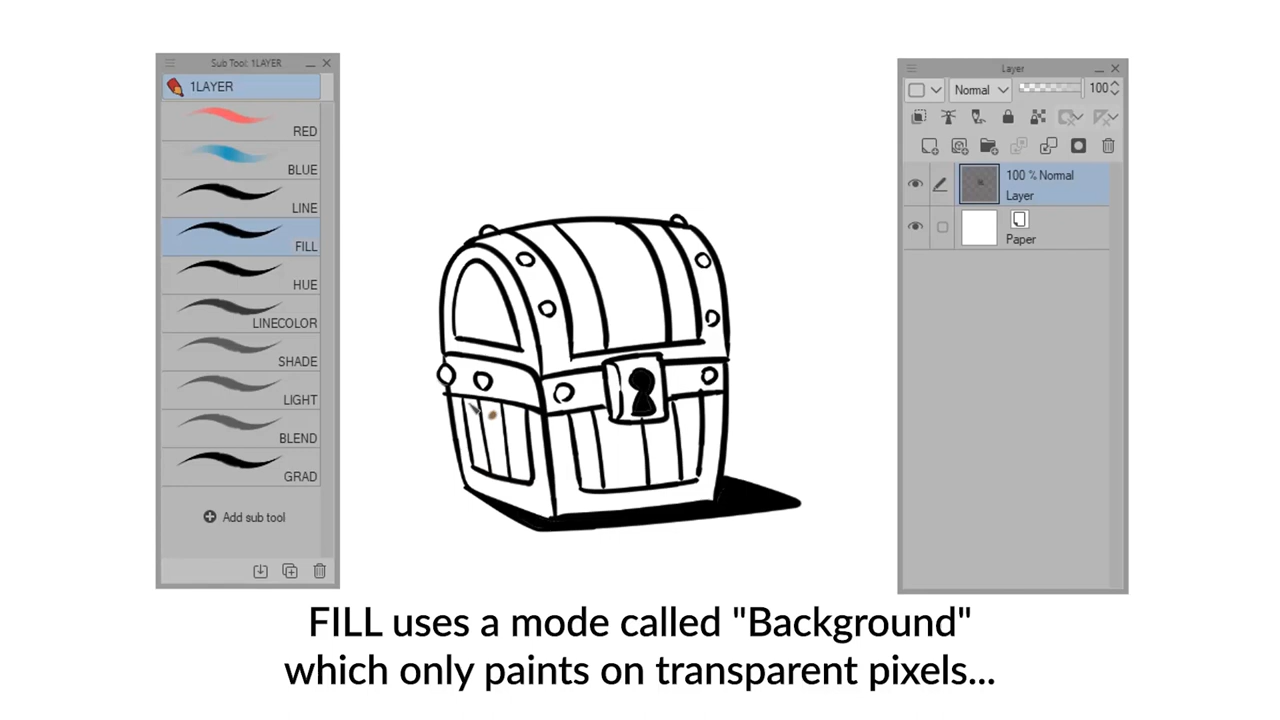 Sub Tool: 1LAYER
1LAYER
RED
BLUE
LINE
FILL
HUE
LINECOLOR
SHADE
LIGHT
BLEND
GRAD
Add sub tool
Layer
Normal 100
100 % Normal
Layer
Paper
FILL uses a mode called "Background"
which only paints on transparent pixels...